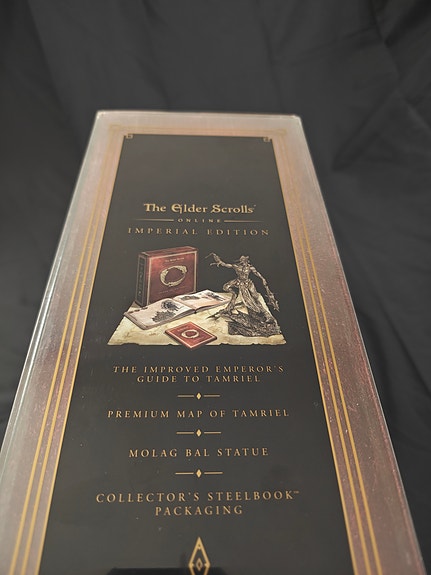 The Elder Scrolls®
ONLINE
IMPERIAL EDITION
THE IMPROVED EMPEROR'S
GUIDE TO TAMRIEL
PREMIUM MAP OF TAMRIEL
MOLAG BAL STATUE
COLLECTOR'S STEELBOOK™
PACKAGING